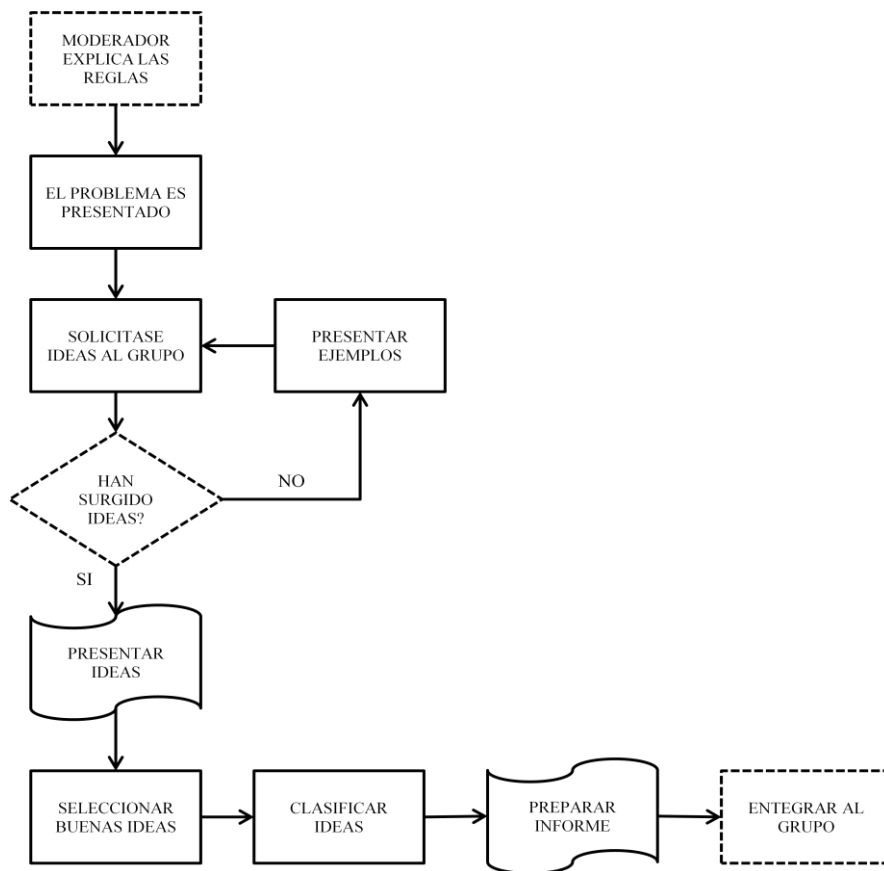 MODERADOR
EXPLICA LAS
REGLAS
EL PROBLEMA ES
PRESENTADO
SOLICITASE
IDEAS AL GRUPO
PRESENTAR
EJEMPLOS
HAN
SURGIDO
IDEAS?
NO
SI
PRESENTAR
IDEAS
SELECCIONAR
BUENAS IDEAS
CLASIFICAR
IDEAS
PREPARAR
INFORME
ENTEGRAR AL
GRUPO